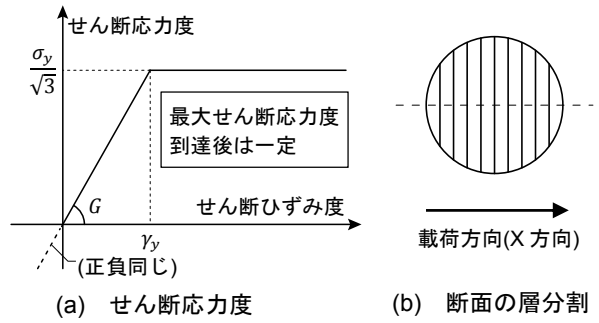 せん断応力度
σy/√3
最大せん断応力度
到達後は一定
G
せん断ひずみ度
γy
(正負同じ)
(a) せん断応力度
載荷方向(X 方向)
(b) 断面の層分割